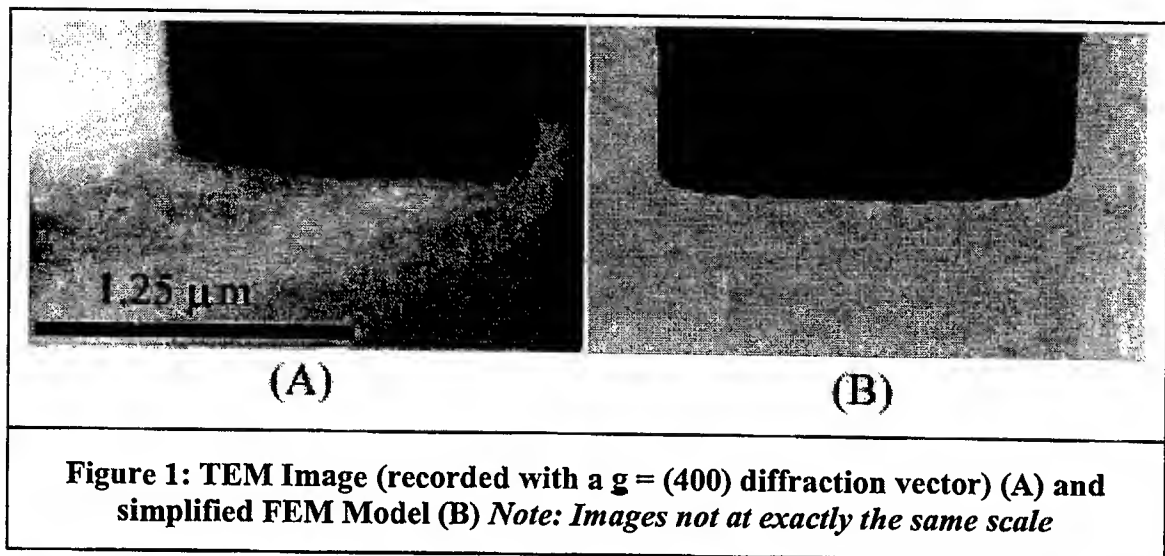 1.25 μm
(A)
(B)
Figure 1: TEM Image (recorded with a g = (400) diffraction vector) (A) and
simplified FEM Model (B) Note: Images not at exactly the same scale